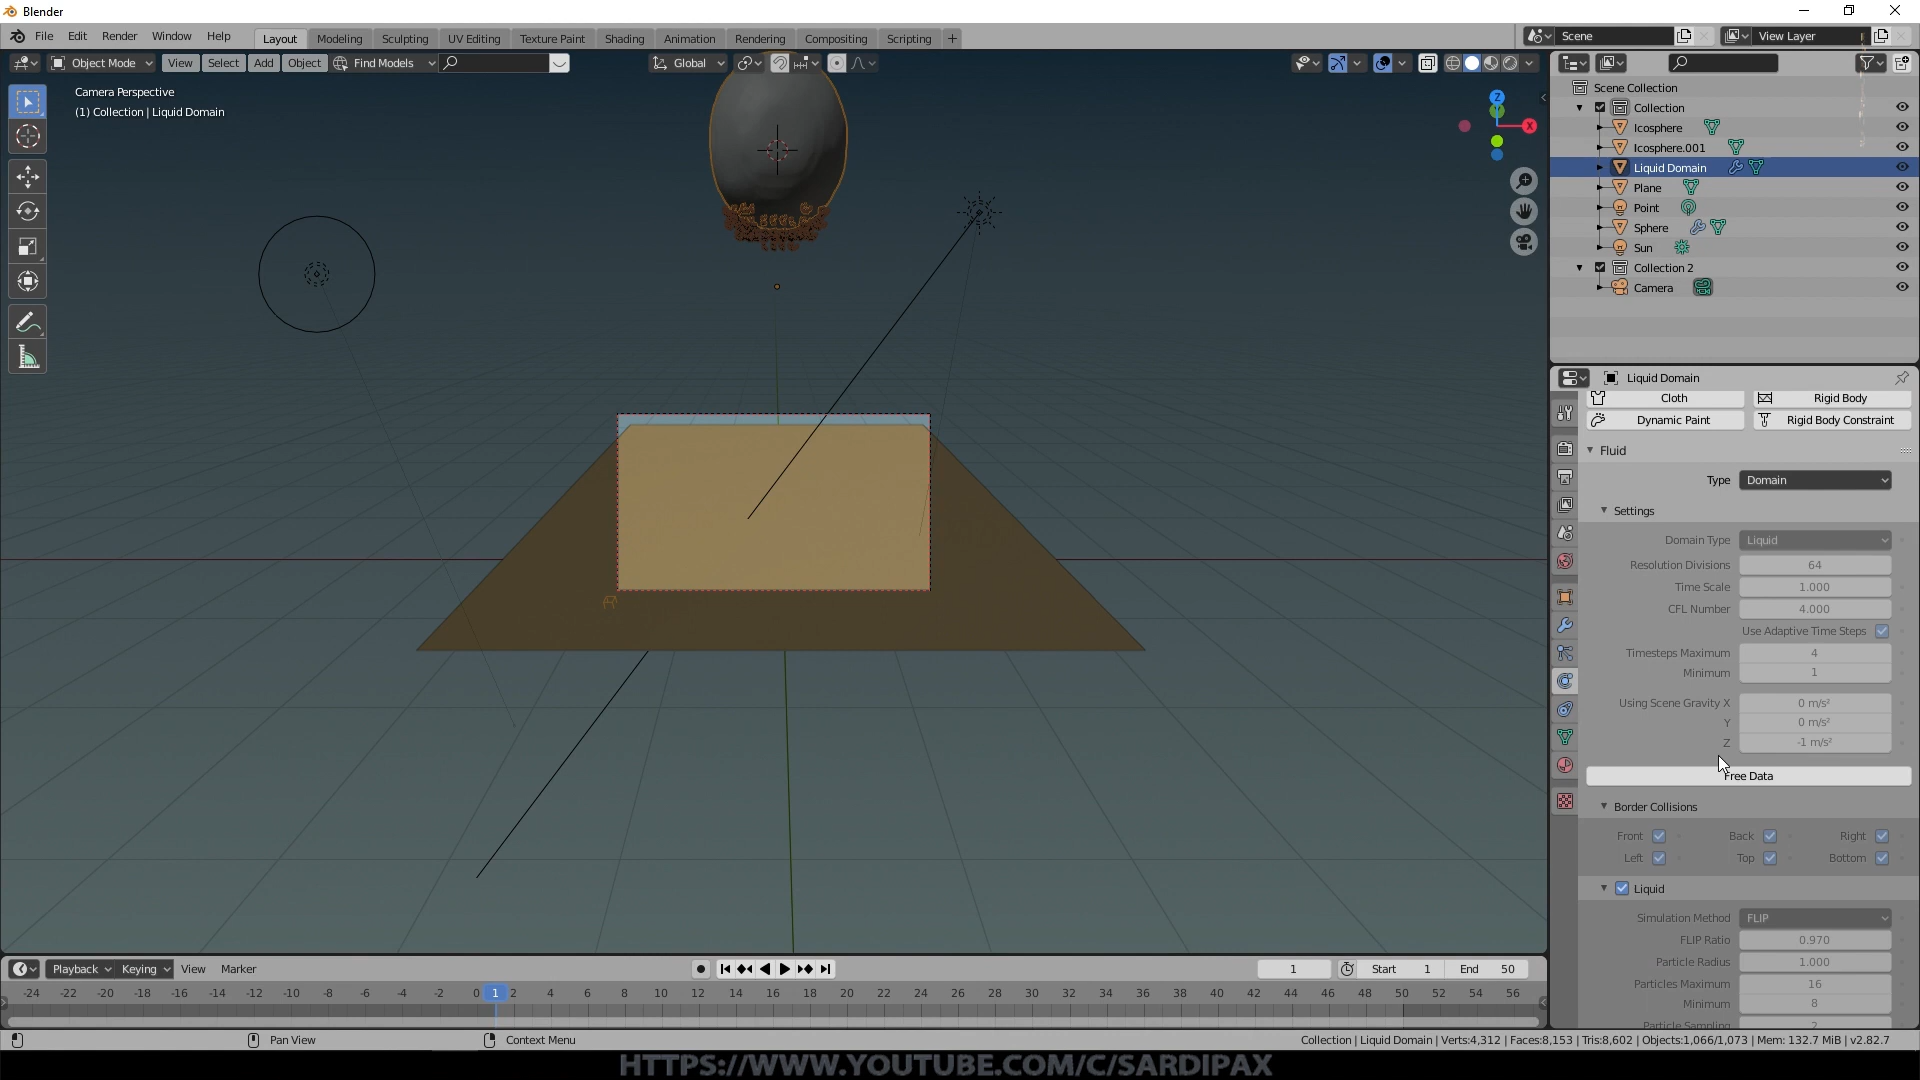 Blender
File Edit Render Window Help
Layout Modeling Sculpting UV Editing Texture Paint Shading Animation Rendering Compositing Scripting +
Scene View Layer
Object Mode View Select Add Object Find Models Global
Camera Perspective
(1) Collection | Liquid Domain
Z
X
Scene Collection
Collection
Icosphere
Icosphere.001
Liquid Domain
Plane
Point
Sphere
Sun
Collection 2
Camera
Liquid Domain
Cloth Rigid Body
Dynamic Paint Rigid Body Constraint
Fluid
Type Domain
Settings
Domain Type Liquid
Resolution Divisions 64
Time Scale 1.000
CFL Number 4.000
Use Adaptive Time Steps
Timesteps Maximum 4
Minimum 1
Using Scene Gravity X 0 m/s²
Y 0 m/s²
Z -1 m/s²
Free Data
Border Collisions
Front Back Right
Left Top Bottom
Liquid
Simulation Method FLIP
FLIP Ratio 0.970
Particle Radius 1.000
Particles Maximum 16
Minimum 8
Particle Sampling 2
Playback Keying View Marker 1 Start 1 End 50
-24 -22 -20 -18 -16 -14 -12 -10 -8 -6 -4 -2 0 1 2 4 6 8 10 12 14 16 18 20 22 24 26 28 30 32 34 36 38 40 42 44 46 48 50 52 54 56
Pan View Context Menu Collection | Liquid Domain | Verts:4,312 | Faces:8,153 | Tris:8,602 | Objects:1,066/1,073 | Mem: 132.7 MiB | v2.82.7
HTTPS://WWW.YOUTUBE.COM/C/SARDIPAX